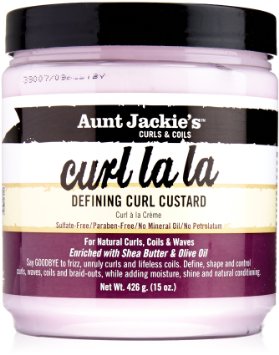 Aunt Jackie's™
CURLS & COILS
curl la la
DEFINING CURL CUSTARD
Curl à la Crème
Sulfate-Free/Paraben-Free/No Mineral Oil/No Petrolatum
For Natural Curls, Coils & Waves
Enriched with Shea Butter & Olive Oil
Say GOODBYE to frizz, unruly curls and lifeless coils. Define, shape and control
curls, waves, coils and braid-outs, while adding moisture, shine and natural conditioning.
Net Wt. 426 g. (15 oz.)